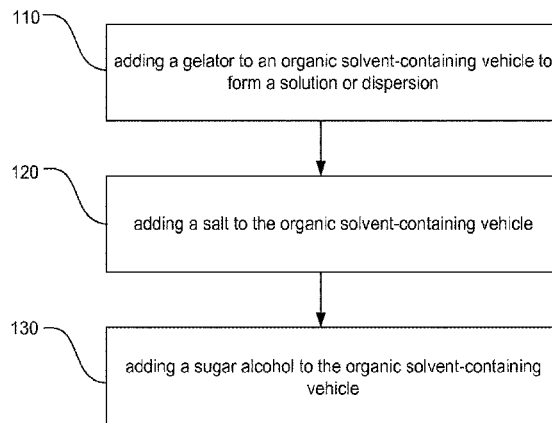 110
adding a gelator to an organic solvent-containing vehicle to
form a solution or dispersion
120
adding a salt to the organic solvent-containing vehicle
130
adding a sugar alcohol to the organic solvent-containing
vehicle